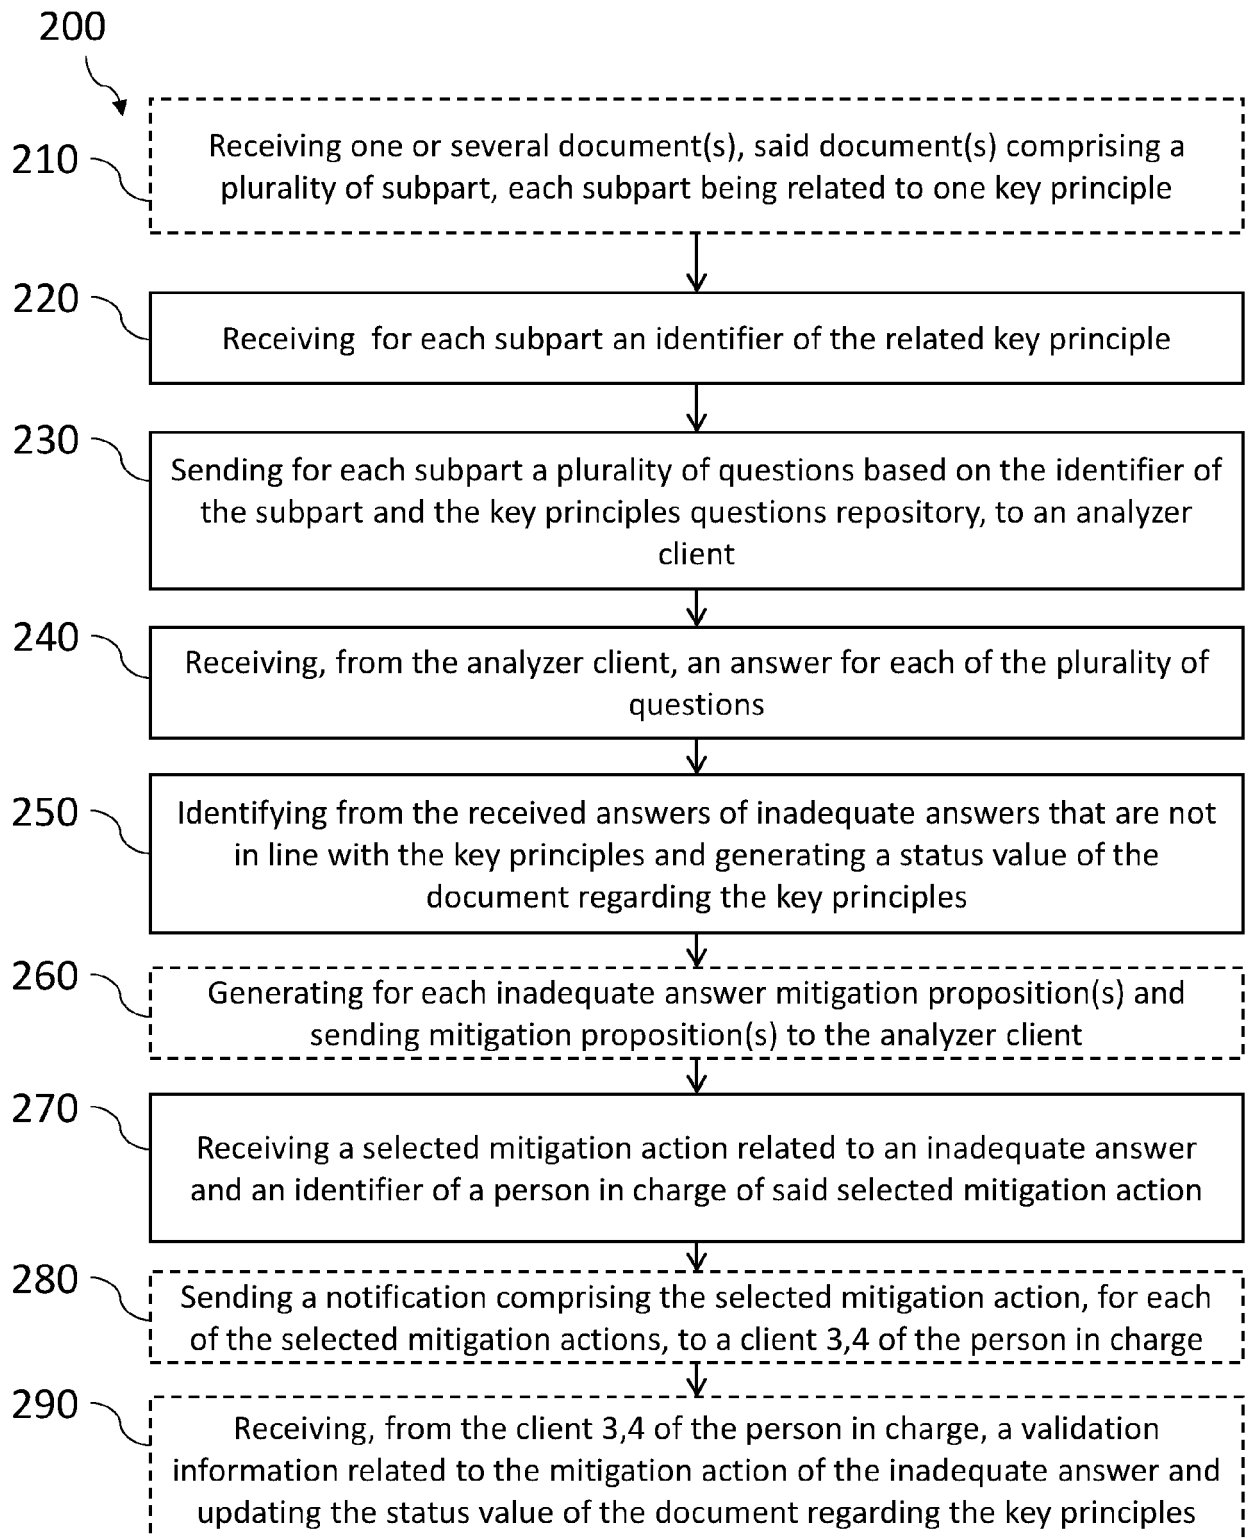 200
210
Receiving one or several document(s), said document(s) comprising a
plurality of subpart, each subpart being related to one key principle
220
Receiving for each subpart an identifier of the related key principle
230
Sending for each subpart a plurality of questions based on the identifier of
the subpart and the key principles questions repository, to an analyzer
client
240
Receiving, from the analyzer client, an answer for each of the plurality of
questions
250
Identifying from the received answers of inadequate answers that are not
in line with the key principles and generating a status value of the
document regarding the key principles
260
Generating for each inadequate answer mitigation proposition(s) and
sending mitigation proposition(s) to the analyzer client
270
Receiving a selected mitigation action related to an inadequate answer
and an identifier of a person in charge of said selected mitigation action
280
Sending a notification comprising the selected mitigation action, for each
of the selected mitigation actions, to a client 3,4 of the person in charge
290
Receiving, from the client 3,4 of the person in charge, a validation
information related to the mitigation action of the inadequate answer and
updating the status value of the document regarding the key principles